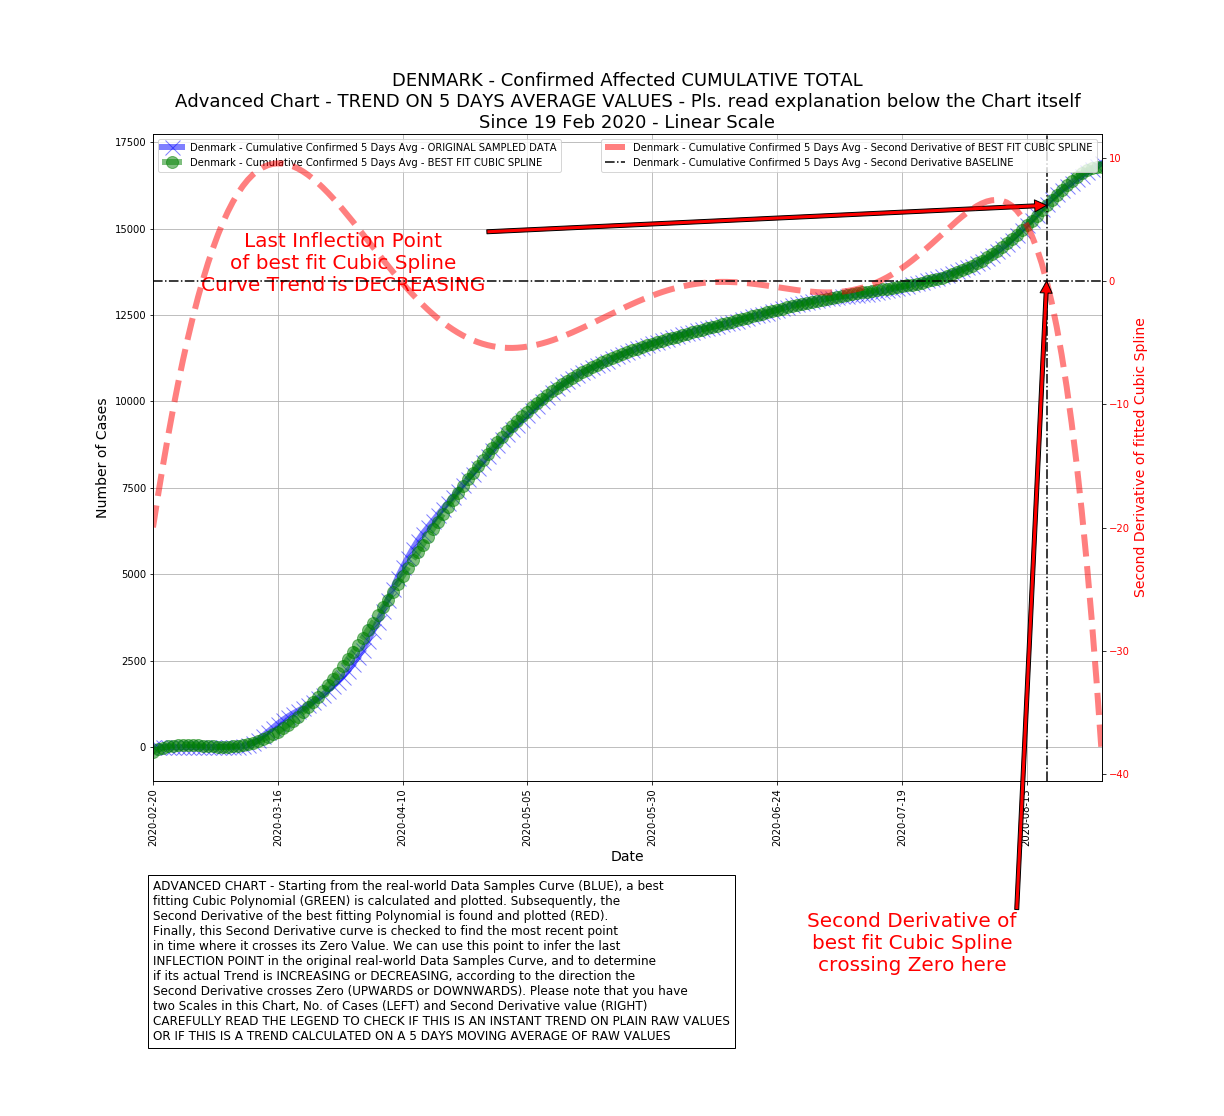 DENMARK - Confirmed Affected CUMULATIVE TOTAL
Advanced Chart - TREND ON 5 DAYS AVERAGE VALUES - Pls. read explanation below the Chart itself
Since 19 Feb 2020 - Linear Scale
Denmark - Cumulative Confirmed 5 Days Avg - ORIGINAL SAMPLED DATA
Denmark - Cumulative Confirmed 5 Days Avg - BEST FIT CUBIC SPLINE
Denmark - Cumulative Confirmed 5 Days Avg - Second Derivative of BEST FIT CUBIC SPLINE
Denmark - Cumulative Confirmed 5 Days Avg - Second Derivative BASELINE
Last Inflection Point
of best fit Cubic Spline
Curve Trend is DECREASING
Number of Cases
17500
15000
12500
10000
7500
5000
2500
0
10
0
−10
−20
−30
−40
Second Derivative of fitted Cubic Spline
2020-02-20
2020-03-16
2020-04-10
2020-05-05
2020-05-30
2020-06-24
2020-07-19
2020-08-13
Date
ADVANCED CHART - Starting from the real-world Data Samples Curve (BLUE), a best
fitting Cubic Polynomial (GREEN) is calculated and plotted. Subsequently, the
Second Derivative of the best fitting Polynomial is found and plotted (RED).
Finally, this Second Derivative curve is checked to find the most recent point
in time where it crosses its Zero Value. We can use this point to infer the last
INFLECTION POINT in the original real-world Data Samples Curve, and to determine
if its actual Trend is INCREASING or DECREASING, according to the direction the
Second Derivative crosses Zero (UPWARDS or DOWNWARDS). Please note that you have
two Scales in this Chart, No. of Cases (LEFT) and Second Derivative value (RIGHT)
CAREFULLY READ THE LEGEND TO CHECK IF THIS IS AN INSTANT TREND ON PLAIN RAW VALUES
OR IF THIS IS A TREND CALCULATED ON A 5 DAYS MOVING AVERAGE OF RAW VALUES
Second Derivative of
best fit Cubic Spline
crossing Zero here